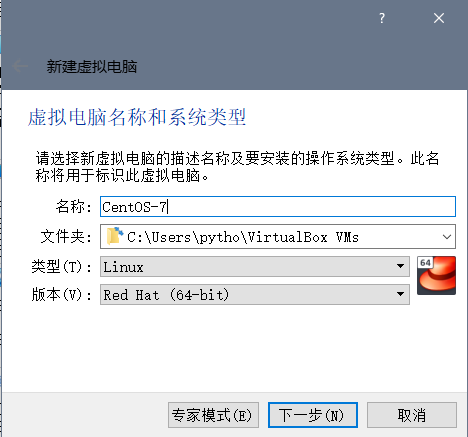 ?
新建虚拟电脑
虚拟电脑名称和系统类型
请选择新虚拟电脑的描述名称及要安装的操作系统类型。此名
称将用于标识此虚拟电脑。
名称: CentOS-7
文件夹: C:\Users\pytho\VirtualBox VMs
类型(T): Linux
64
版本(V): Red Hat (64-bit)
专家模式(E) 下一步(N) 取消